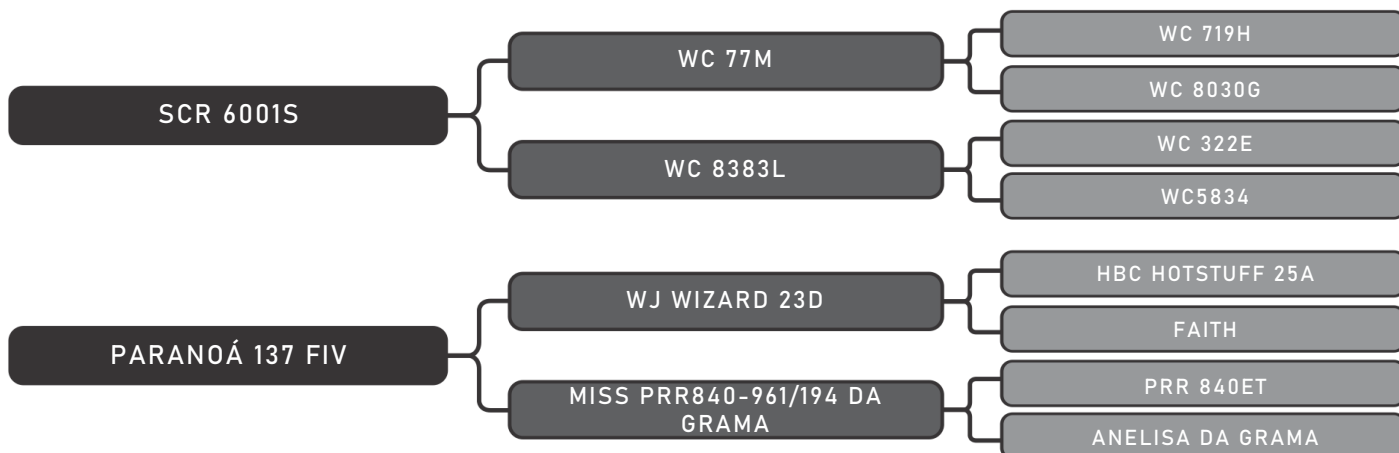 SCR 6001S
WC 77M
WC 719H
WC 8030G
WC 8383L
WC 322E
WC5834
PARANOÁ 137 FIV
WJ WIZARD 23D
HBC HOTSTUFF 25A
FAITH
MISS PRR840-961/194 DA
GRAMA
PRR 840ET
ANELISA DA GRAMA